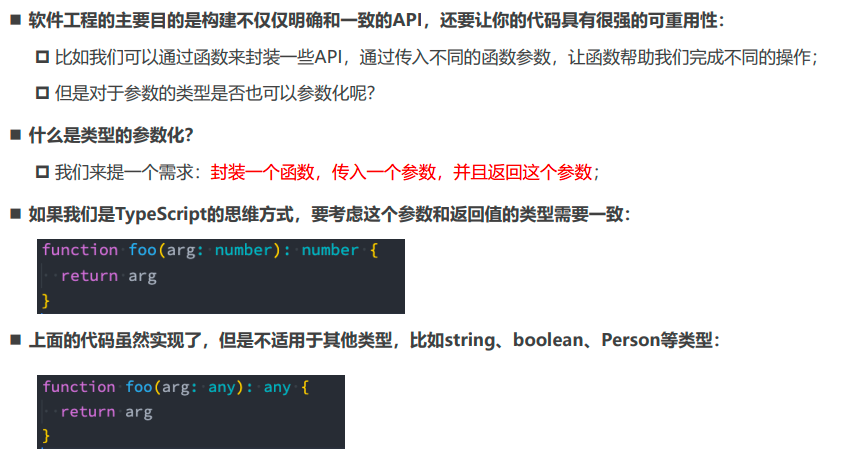 软件工程的主要目的是构建不仅仅明确和一致的API，还要让你的代码具有很强的可重用性：
比如我们可以通过函数来封装一些API，通过传入不同的函数参数，让函数帮助我们完成不同的操作；
但是对于参数的类型是否也可以参数化呢？
什么是类型的参数化？
我们来提一个需求：封装一个函数，传入一个参数，并且返回这个参数；
如果我们是TypeScript的思维方式，要考虑这个参数和返回值的类型需要一致：
function foo(arg: number): number {
  return arg
}
上面的代码虽然实现了，但是不适用于其他类型，比如string、boolean、Person等类型：
function foo(arg: any): any {
  return arg
}